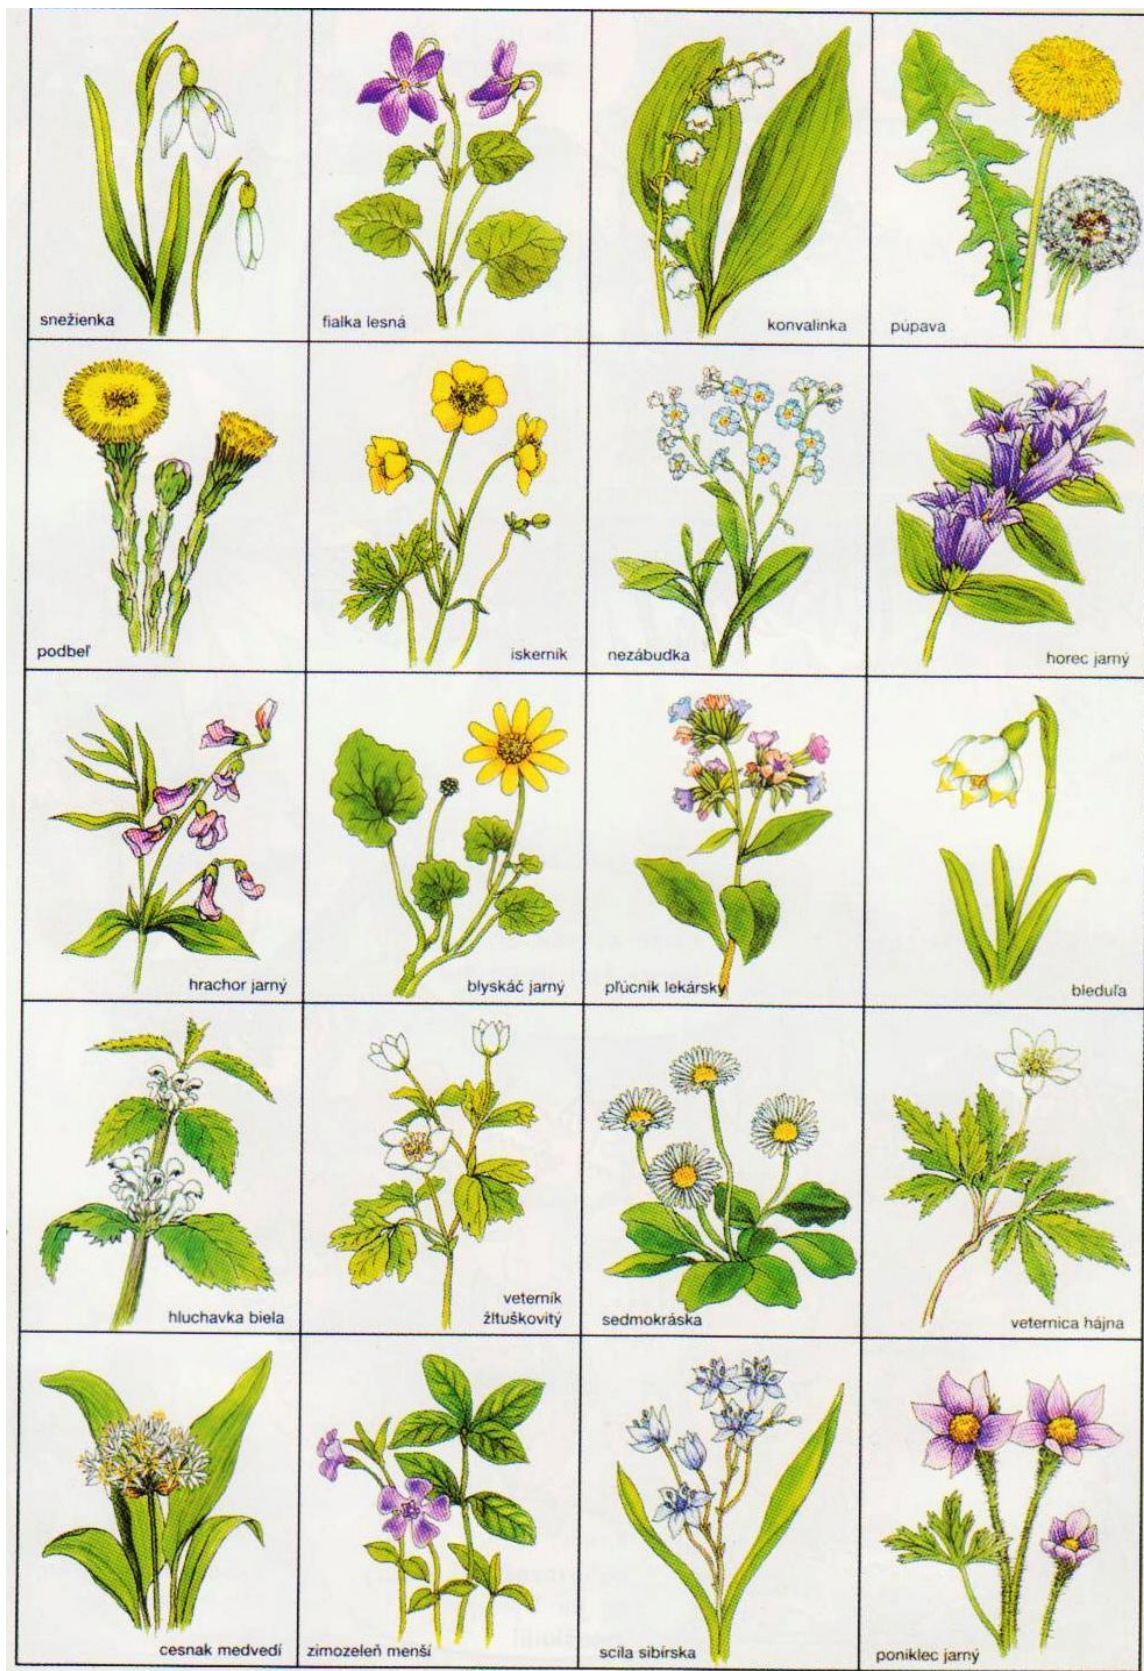 snežienka
fialka lesná
konvalinka
púpava
podbeľ
iskerník
nezábudka
horec jarný
hrachor jarný
blyskáč jarný
pľúcnik lekársky
bleduľa
hluchavka biela
veterník
žltuškovitý
sedmokráska
veternica hájna
cesnak medvedí
zimozeleň menší
scila sibírska
poniklec jarný